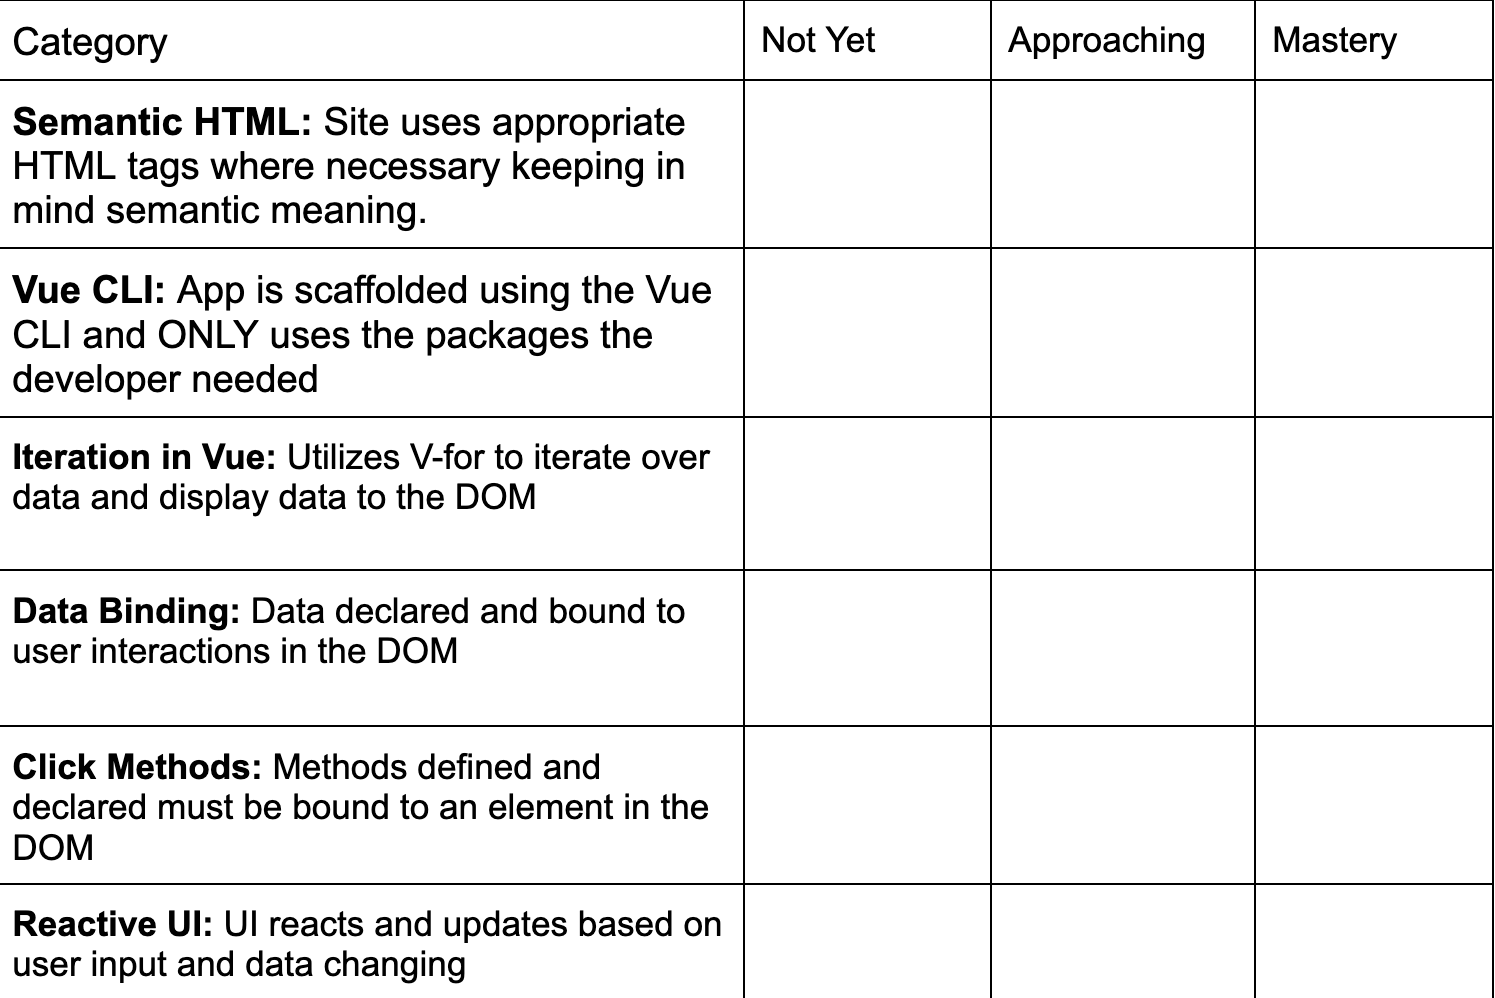 Category
Not Yet
Approaching
Mastery
Semantic HTML: Site uses appropriate
HTML tags where necessary keeping in
mind semantic meaning.
Vue CLI: App is scaffolded using the Vue
CLI and ONLY uses the packages the
developer needed
Iteration in Vue: Utilizes V-for to iterate over
data and display data to the DOM
Data Binding: Data declared and bound to
user interactions in the DOM
Click Methods: Methods defined and
declared must be bound to an element in the
DOM
Reactive UI: UI reacts and updates based on
user input and data changing